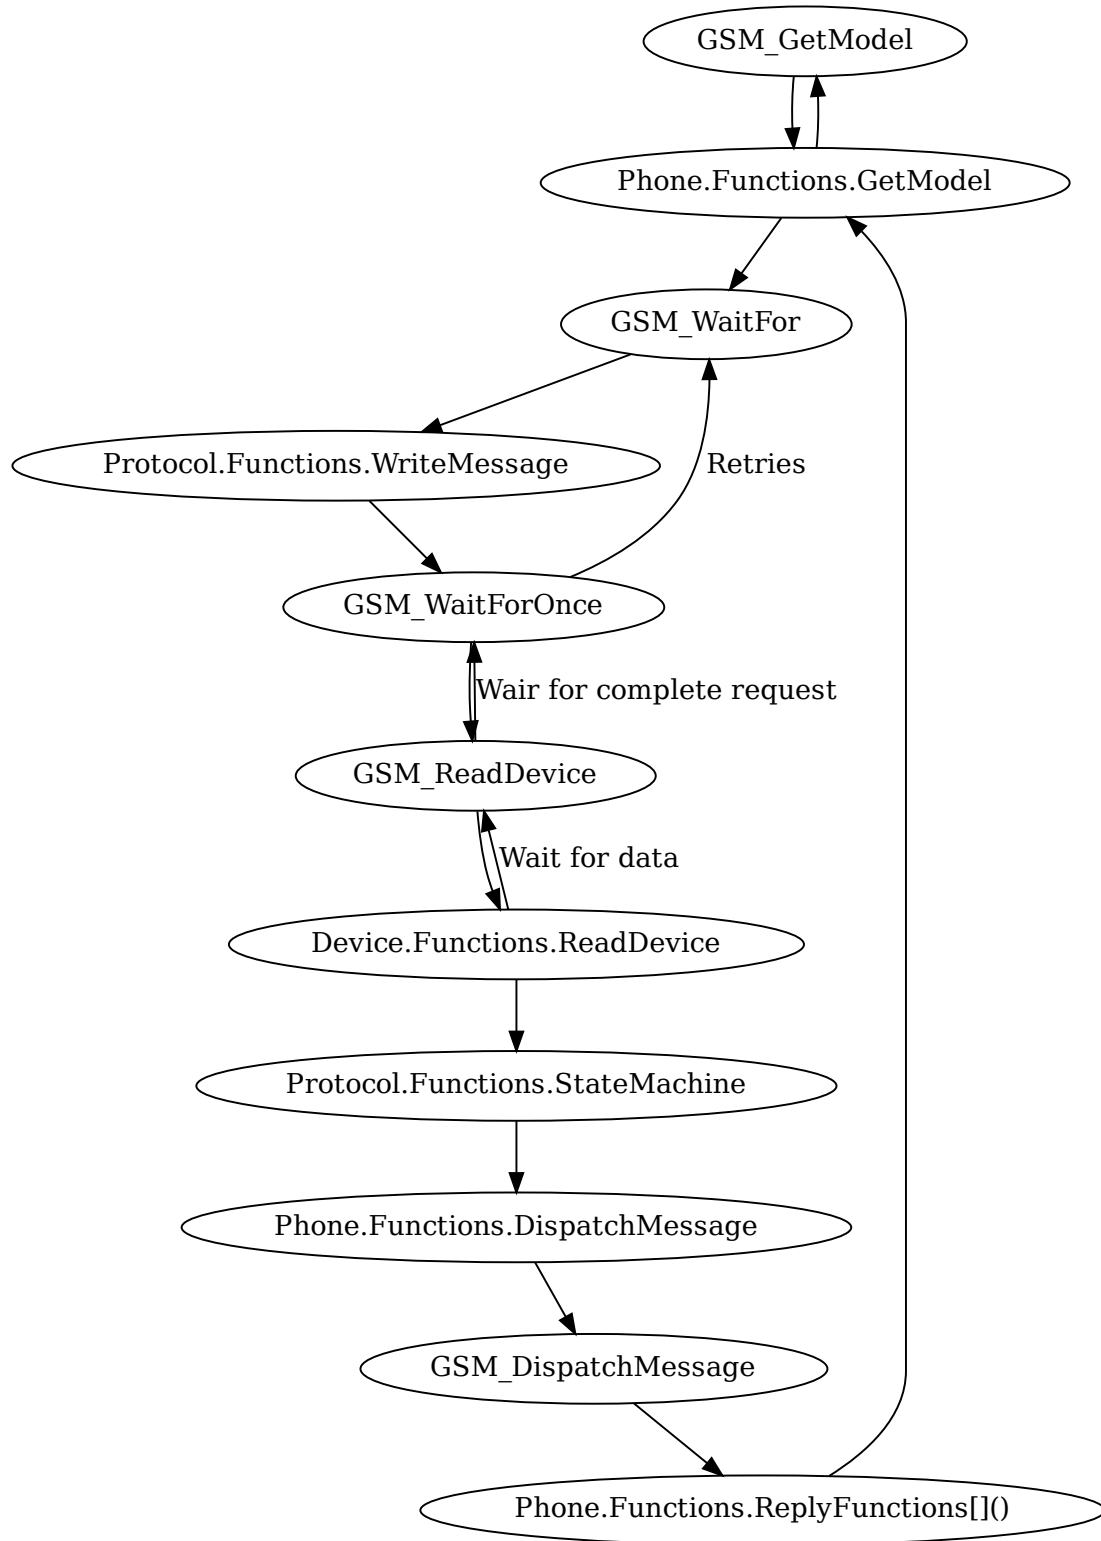 GSM_GetModel
Phone.Functions.GetModel
GSM_WaitFor
Protocol.Functions.WriteMessage
Retries
GSM_WaitForOnce
Wair for complete request
GSM_ReadDevice
Wait for data
Device.Functions.ReadDevice
Protocol.Functions.StateMachine
Phone.Functions.DispatchMessage
GSM_DispatchMessage
Phone.Functions.ReplyFunctions[]()